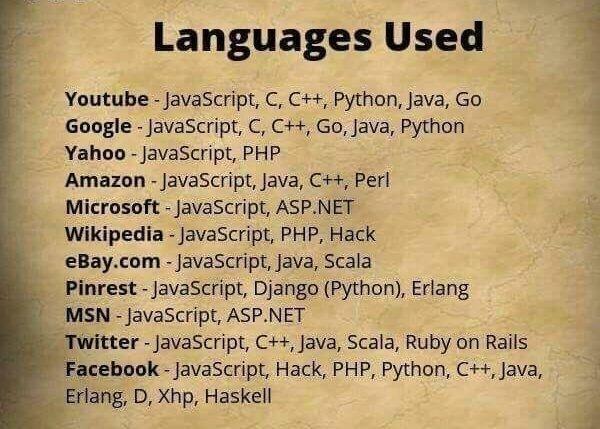 Languages Used
Youtube - JavaScript, C, C++, Python, Java, Go
Google - JavaScript, C, C++, Go, Java, Python
Yahoo - JavaScript, PHP
Amazon - JavaScript, Java, C++, Perl
Microsoft - JavaScript, ASP.NET
Wikipedia - JavaScript, PHP, Hack
eBay.com - JavaScript, Java, Scala
Pinrest - JavaScript, Django (Python), Erlang
MSN - JavaScript, ASP.NET
Twitter - JavaScript, C++, Java, Scala, Ruby on Rails
Facebook - JavaScript, Hack, PHP, Python, C++, Java,
Erlang, D, Xhp, Haskell